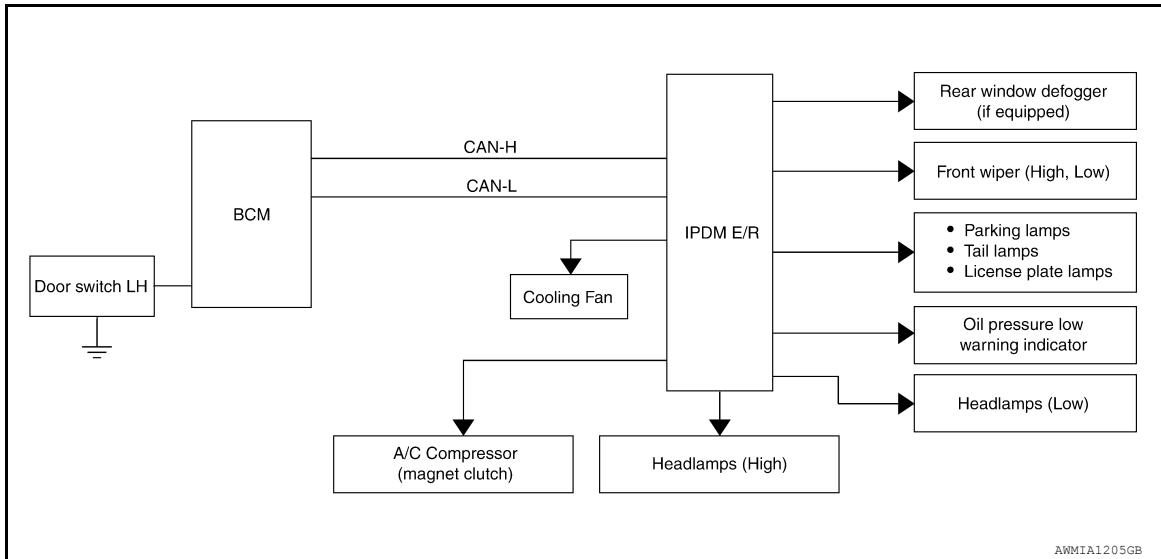 Rear window defogger
(if equipped)
CAN-H
Front wiper (High, Low)
CAN-L
BCM
IPDM E/R
• Parking lamps
• Tail lamps
• License plate lamps
Door switch LH
Cooling Fan
Oil pressure low
warning indicator
Headlamps (Low)
A/C Compressor
(magnet clutch)
Headlamps (High)
AWMIA1205GB